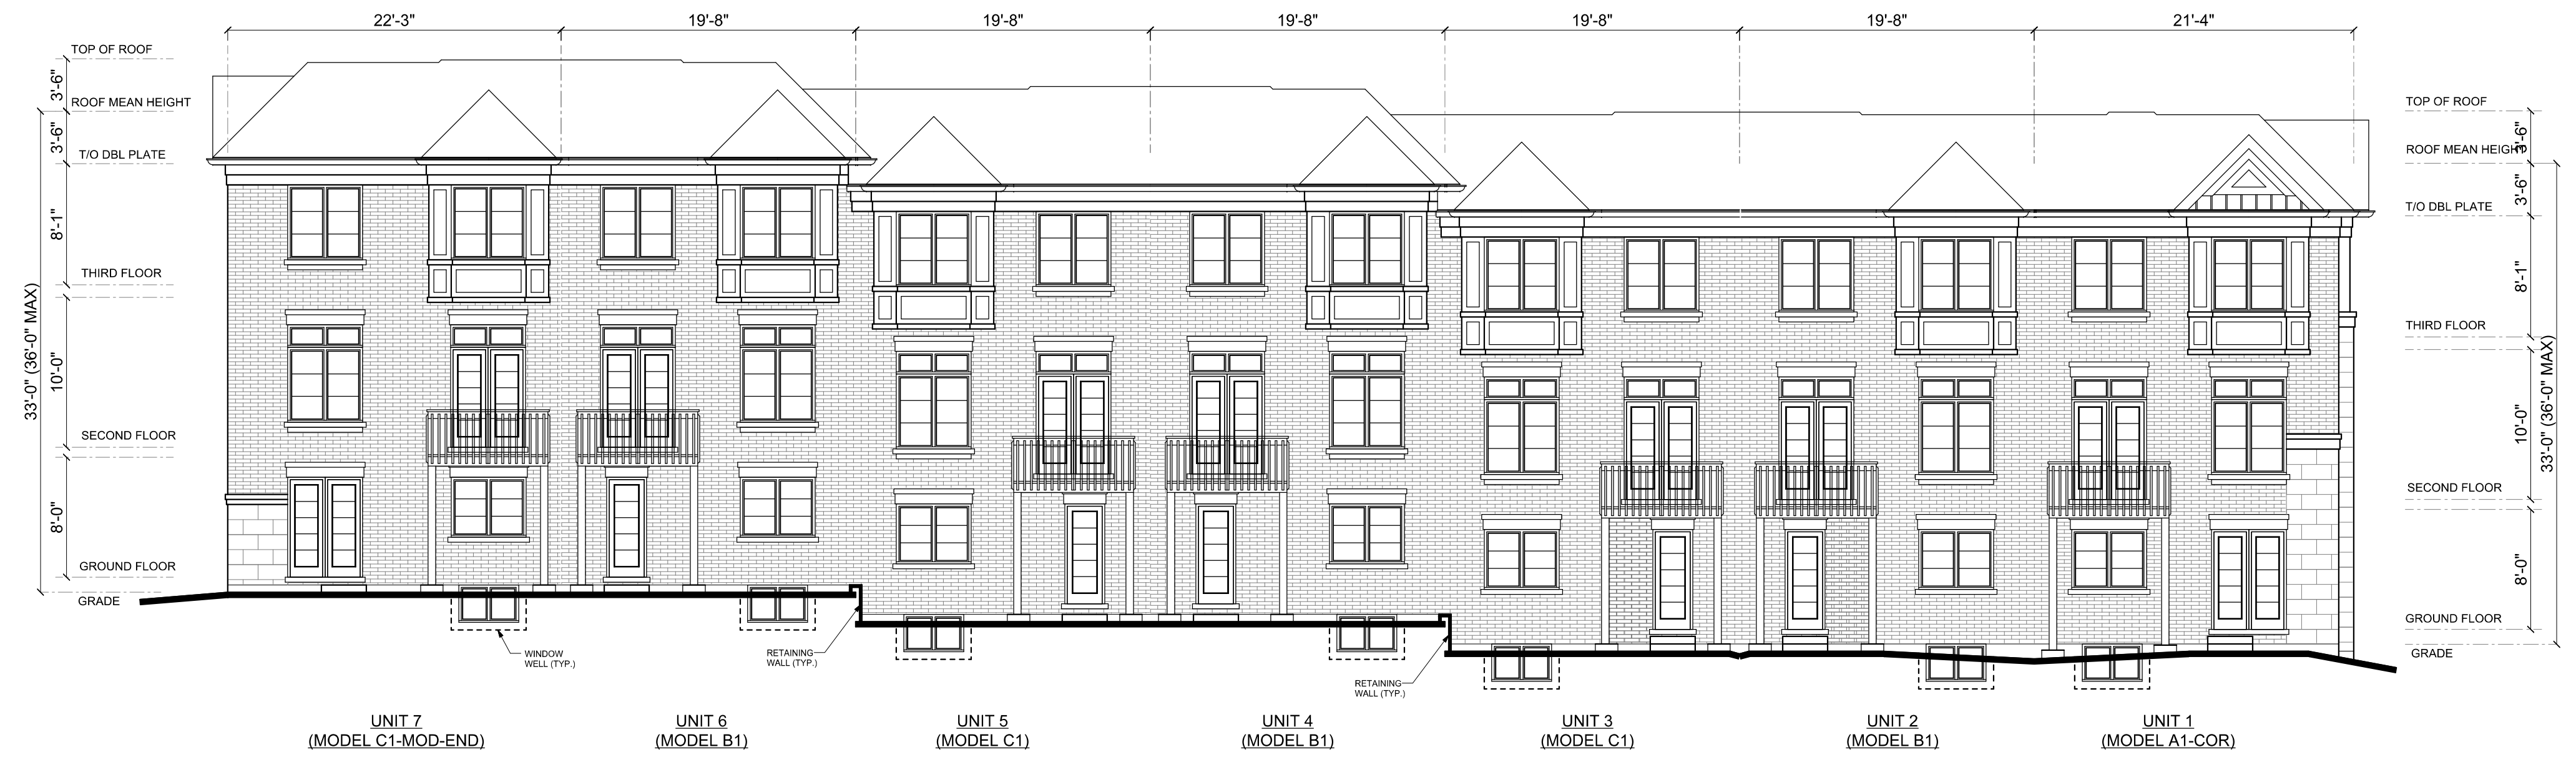 22'-3" 19'-8" 19'-8" 19'-8" 19'-8" 19'-8" 21'-4"
TOP OF ROOF
3'-6"
ROOF MEAN HEIGHT
3'-6"
T/O DBL PLATE
8'-1"
THIRD FLOOR
33'-0" (36'-0" MAX)
10'-0"
SECOND FLOOR
8'-0"
GROUND FLOOR
GRADE
TOP OF ROOF
3'-6"
ROOF MEAN HEIGHT
3'-6"
T/O DBL PLATE
8'-1"
THIRD FLOOR
33'-0" (36'-0" MAX)
10'-0"
SECOND FLOOR
8'-0"
GROUND FLOOR
GRADE
WINDOW
WELL (TYP.)
RETAINING
WALL (TYP.)
RETAINING
WALL (TYP.)
UNIT 7
(MODEL C1-MOD-END)
UNIT 6
(MODEL B1)
UNIT 5
(MODEL C1)
UNIT 4
(MODEL B1)
UNIT 3
(MODEL C1)
UNIT 2
(MODEL B1)
UNIT 1
(MODEL A1-COR)